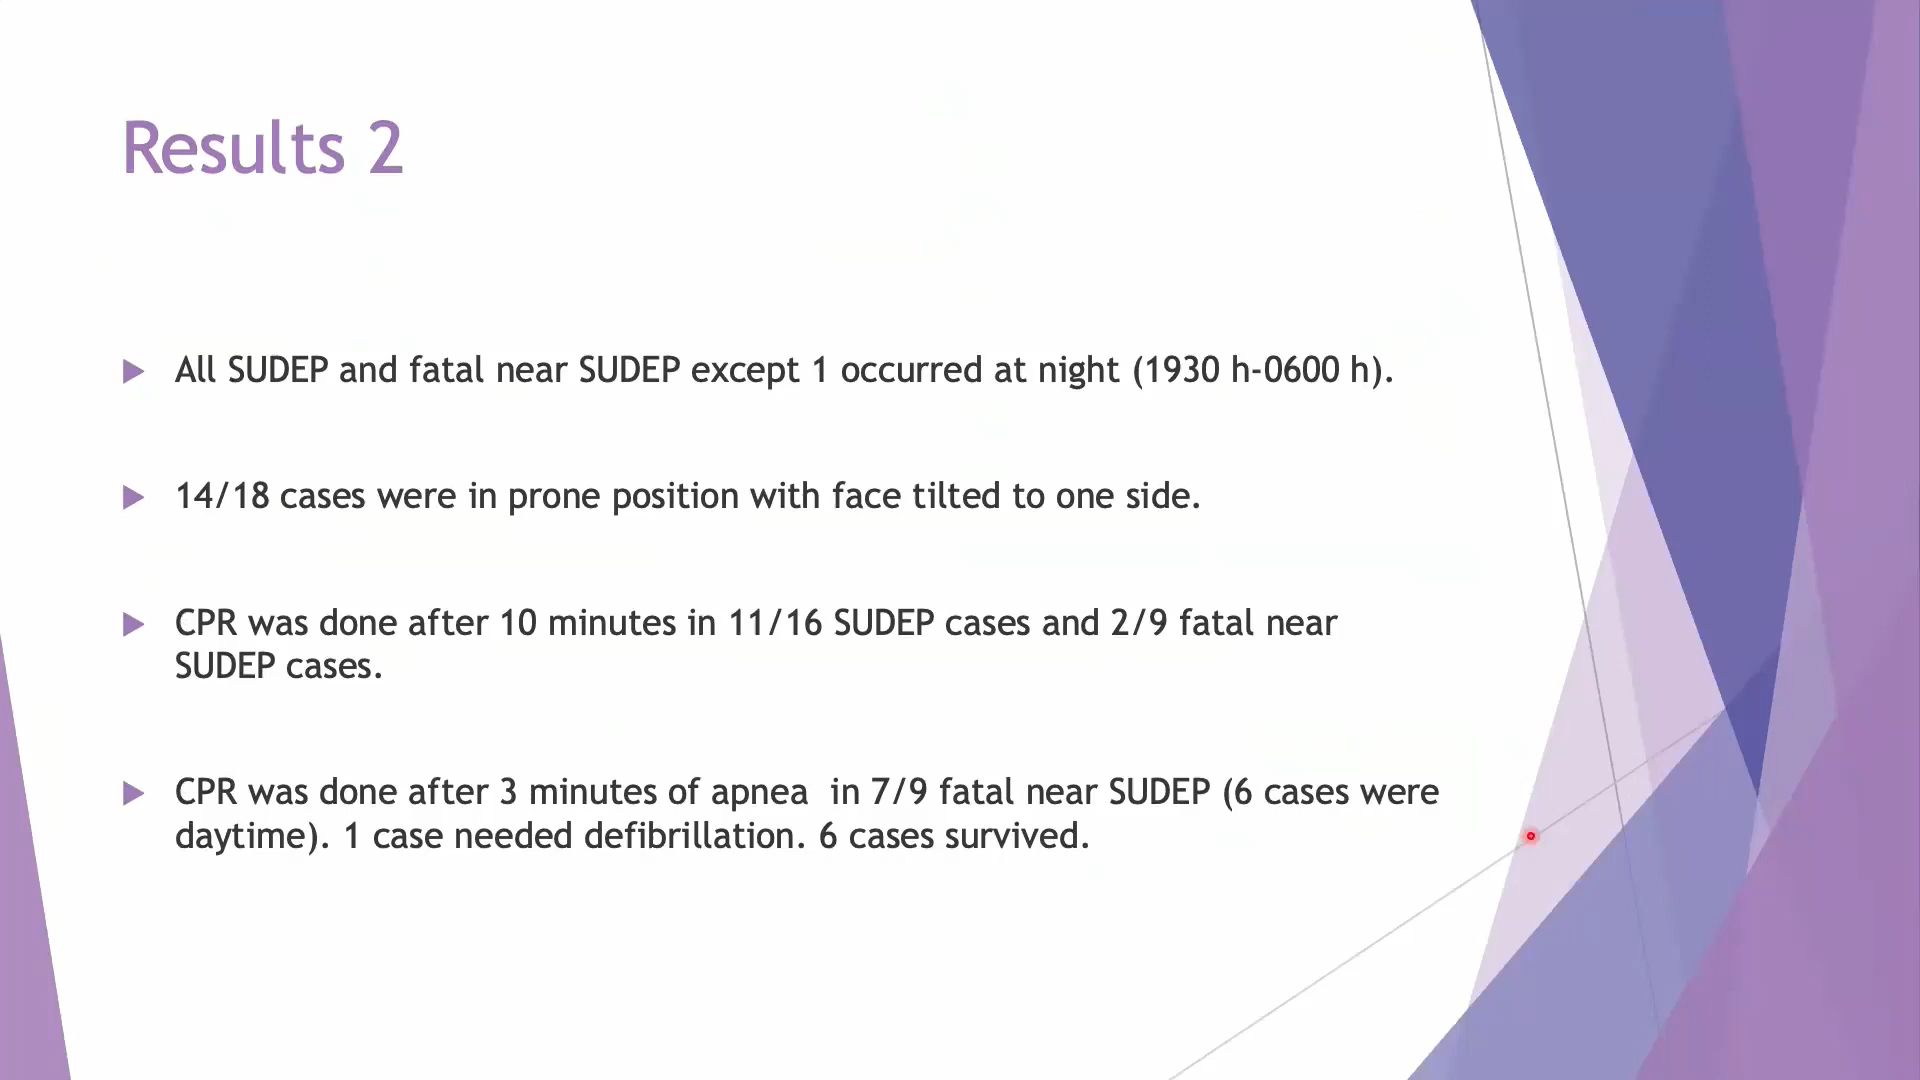 Results 2
All SUDEP and fatal near SUDEP except 1 occurred at night (1930 h-0600 h).
14/18 cases were in prone position with face tilted to one side.
CPR was done after 10 minutes in 11/16 SUDEP cases and 2/9 fatal near
SUDEP cases.
CPR was done after 3 minutes of apnea  in 7/9 fatal near SUDEP (6 cases were
daytime). 1 case needed defibrillation. 6 cases survived.